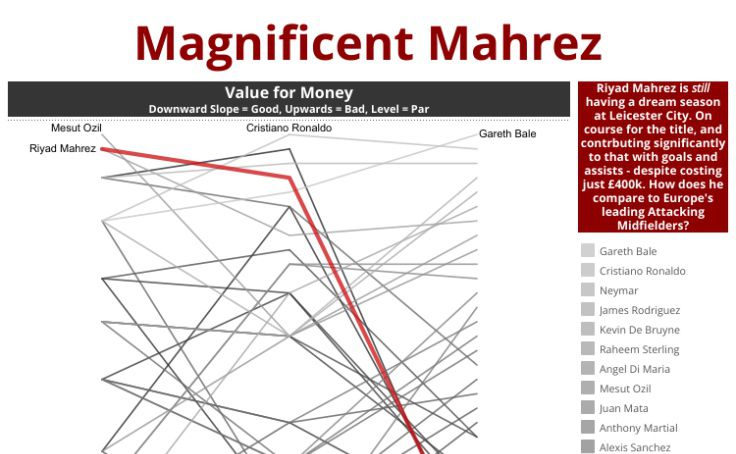 Magnificent Mahrez
Value for Money
Downward Slope = Good, Upwards = Bad, Level = Par
Mesut Ozil
Cristiano Ronaldo
Gareth Bale
Riyad Mahrez
Riyad Mahrez is still
having a dream season
at Leicester City. On
course for the title, and
contrbuting significantly
to that with goals and
assists - despite costing
just £400k. How does he
compare to Europe's
leading Attacking
Midfielders?
Gareth Bale
Cristiano Ronaldo
Neymar
James Rodriguez
Kevin De Bruyne
Raheem Sterling
Angel Di Maria
Mesut Ozil
Juan Mata
Anthony Martial
Alexis Sanchez